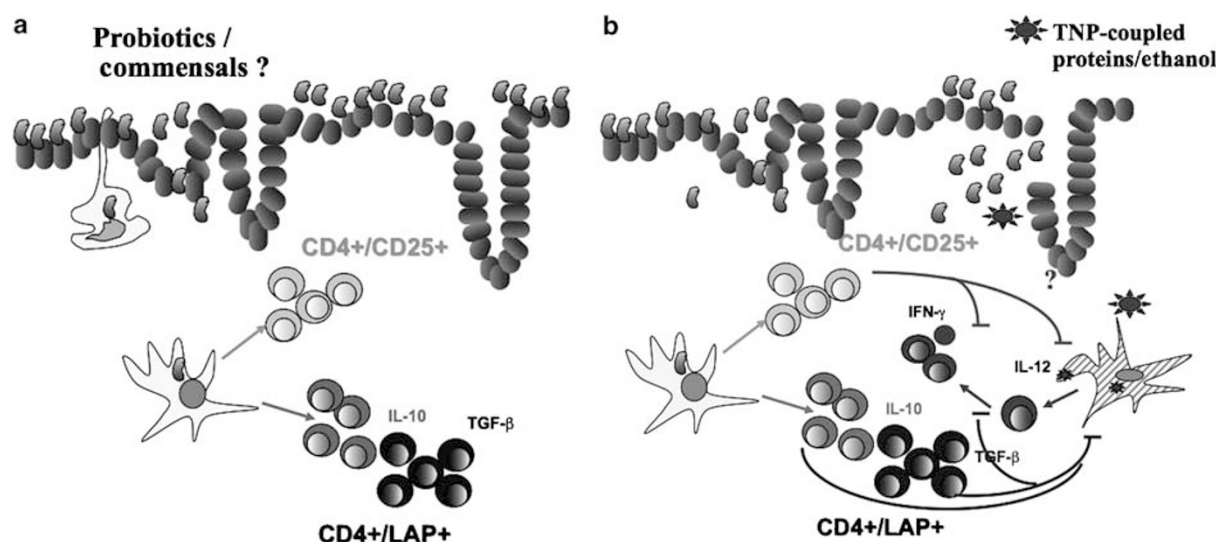 a
Probiotics /
commensals ?
CD4+/CD25+
IL-10
TGF-β
CD4+/LAP+
b
TNP-coupled
proteins/ethanol
CD4+/CD25+
?
IFN-γ
IL-12
IL-10
TGF-β
CD4+/LAP+